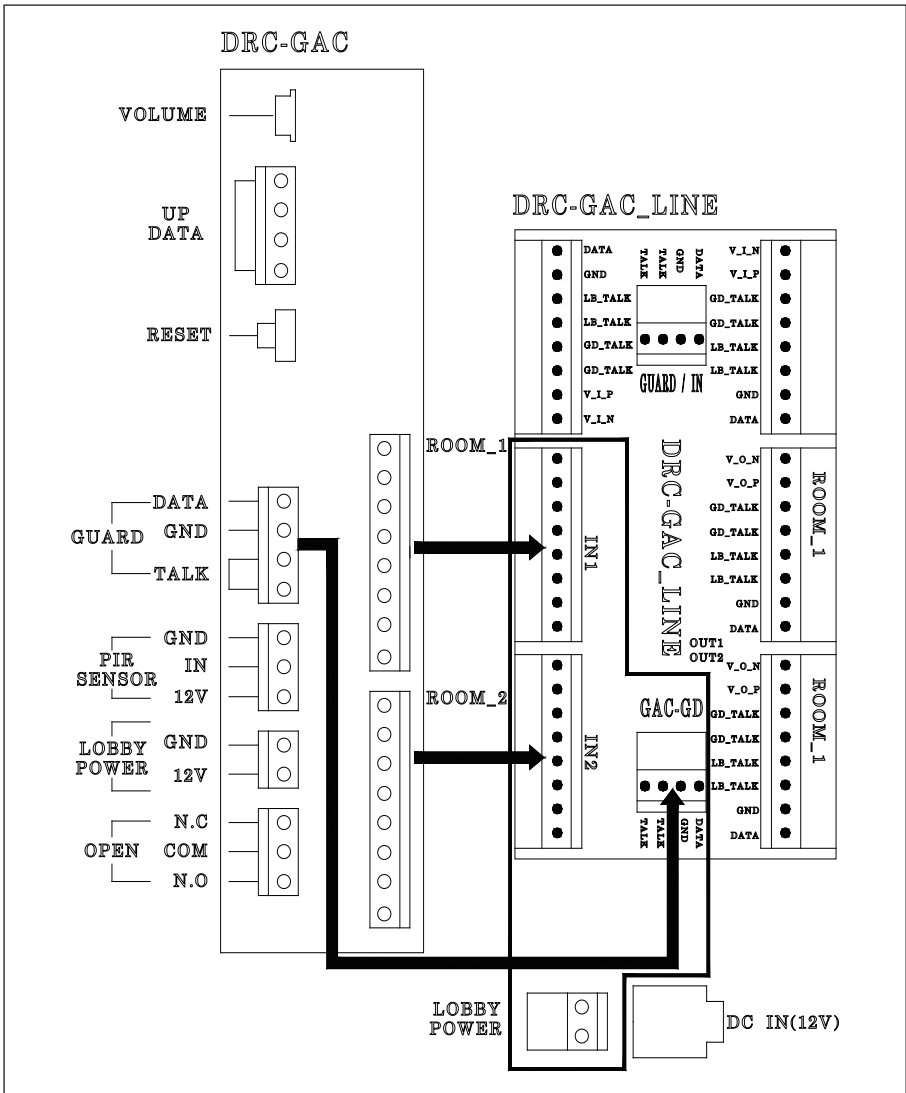 DRC-GAC
VOLUME
UP
DATA
RESET
ROOM_1
DATA
GND
GUARD
TALK
GND
PIR
SENSOR
IN
12V
ROOM_2
GND
LOBBY
POWER
12V
N.C
OPEN
COM
N.O
DRC-GAC_LINE
DATA
GND
LB_TALK
LB_TALK
GD_TALK
GD_TALK
V_I_P
V_I_N
TALK
TALK
GND
DATA
GUARD / IN
V_I_N
V_I_P
GD_TALK
GD_TALK
LB_TALK
LB_TALK
GND
DATA
DRC-GAC_LINE
IN1
V_O_N
V_O_P
GD_TALK
GD_TALK
LB_TALK
LB_TALK
GND
DATA
ROOM_1
OUT1
OUT2
IN2
GAC-GD
TALK
TALK
GND
DATA
V_O_N
V_O_P
GD_TALK
GD_TALK
LB_TALK
LB_TALK
GND
DATA
ROOM_1
LOBBY
POWER
DC IN(12V)